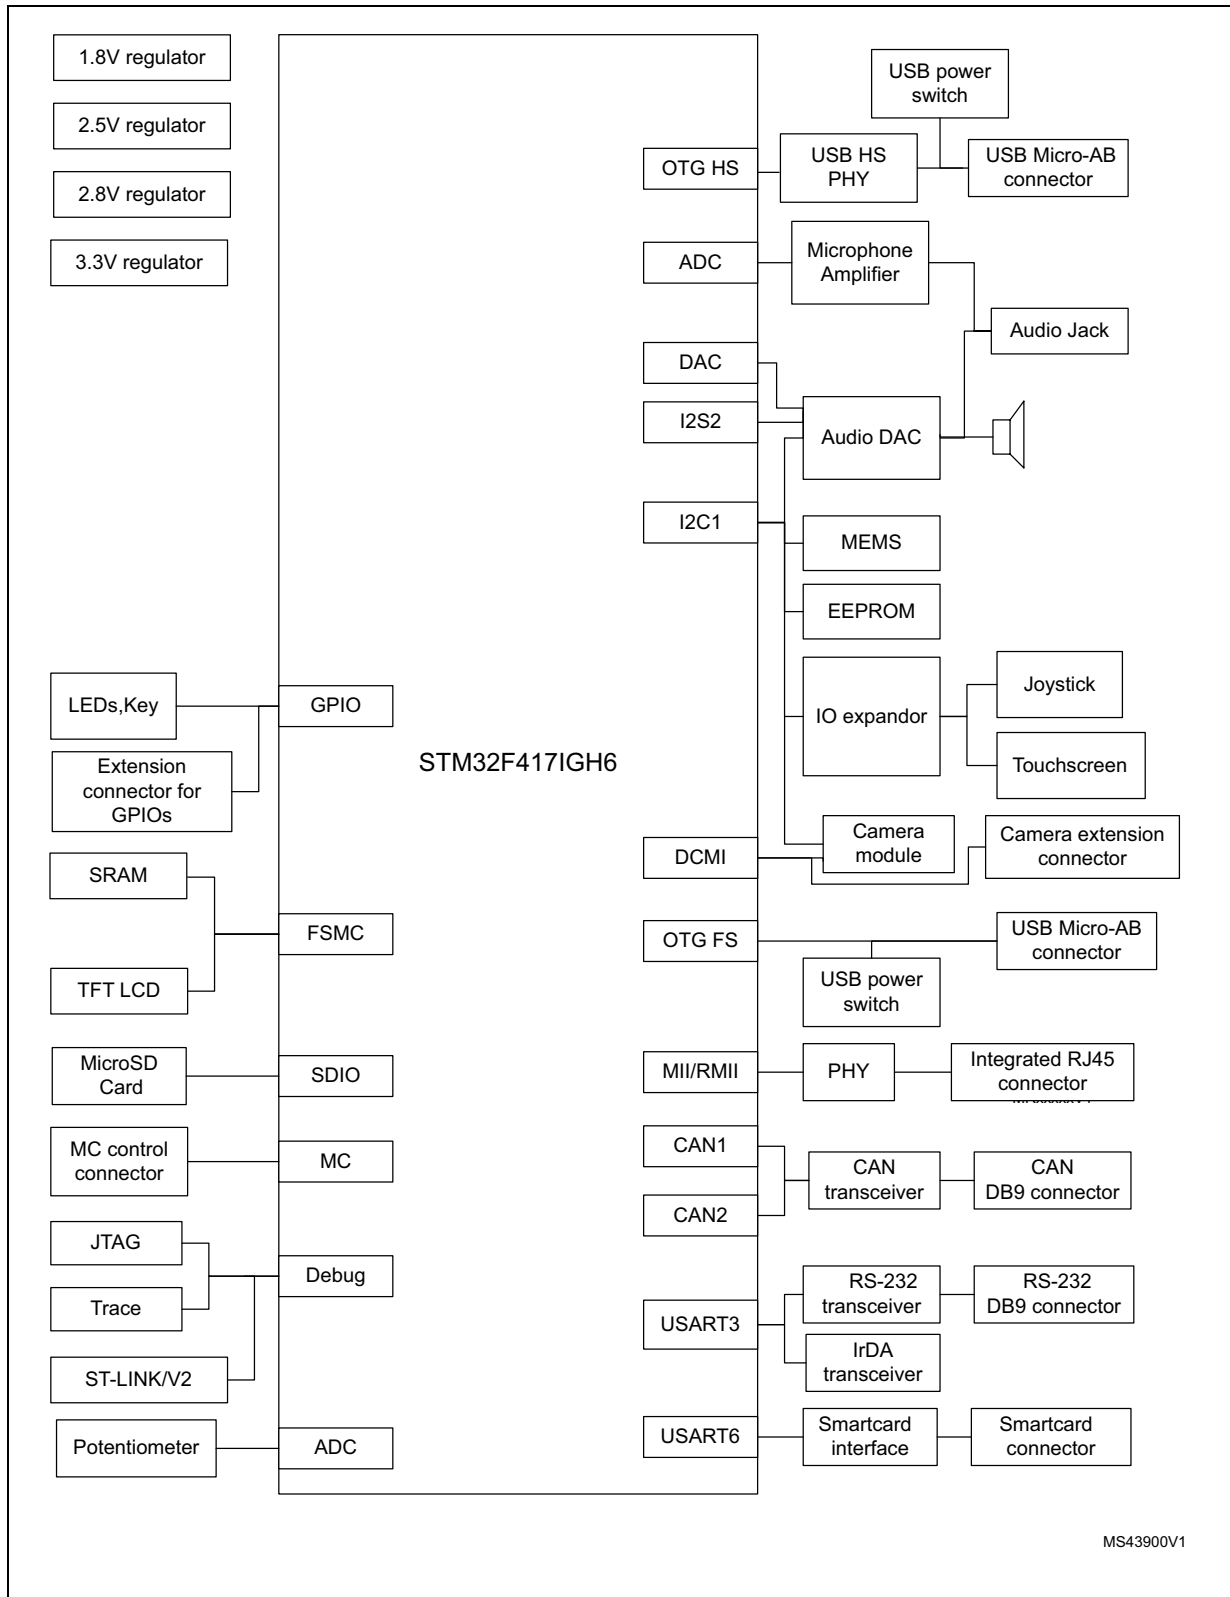 1.8V regulator
2.5V regulator
2.8V regulator
3.3V regulator
USB power
switch
OTG HS
USB HS
PHY
USB Micro-AB
connector
ADC
Microphone
Amplifier
Audio Jack
DAC
I2S2
Audio DAC
I2C1
MEMS
EEPROM
LEDs,Key
GPIO
Extension
connector for
GPIOs
STM32F417IGH6
IO expandor
Joystick
Touchscreen
DCMI
Camera
module
Camera extension
connector
SRAM
FSMC
TFT LCD
OTG FS
USB Micro-AB
connector
USB power
switch
MicroSD
Card
SDIO
MII/RMII
PHY
Integrated RJ45
connector
MC control
connector
MC
CAN1
CAN2
CAN
transceiver
CAN
DB9 connector
JTAG
Trace
Debug
ST-LINK/V2
USART3
RS-232
transceiver
RS-232
DB9 connector
IrDA
transceiver
Potentiometer
ADC
USART6
Smartcard
interface
Smartcard
connector
MS43900V1